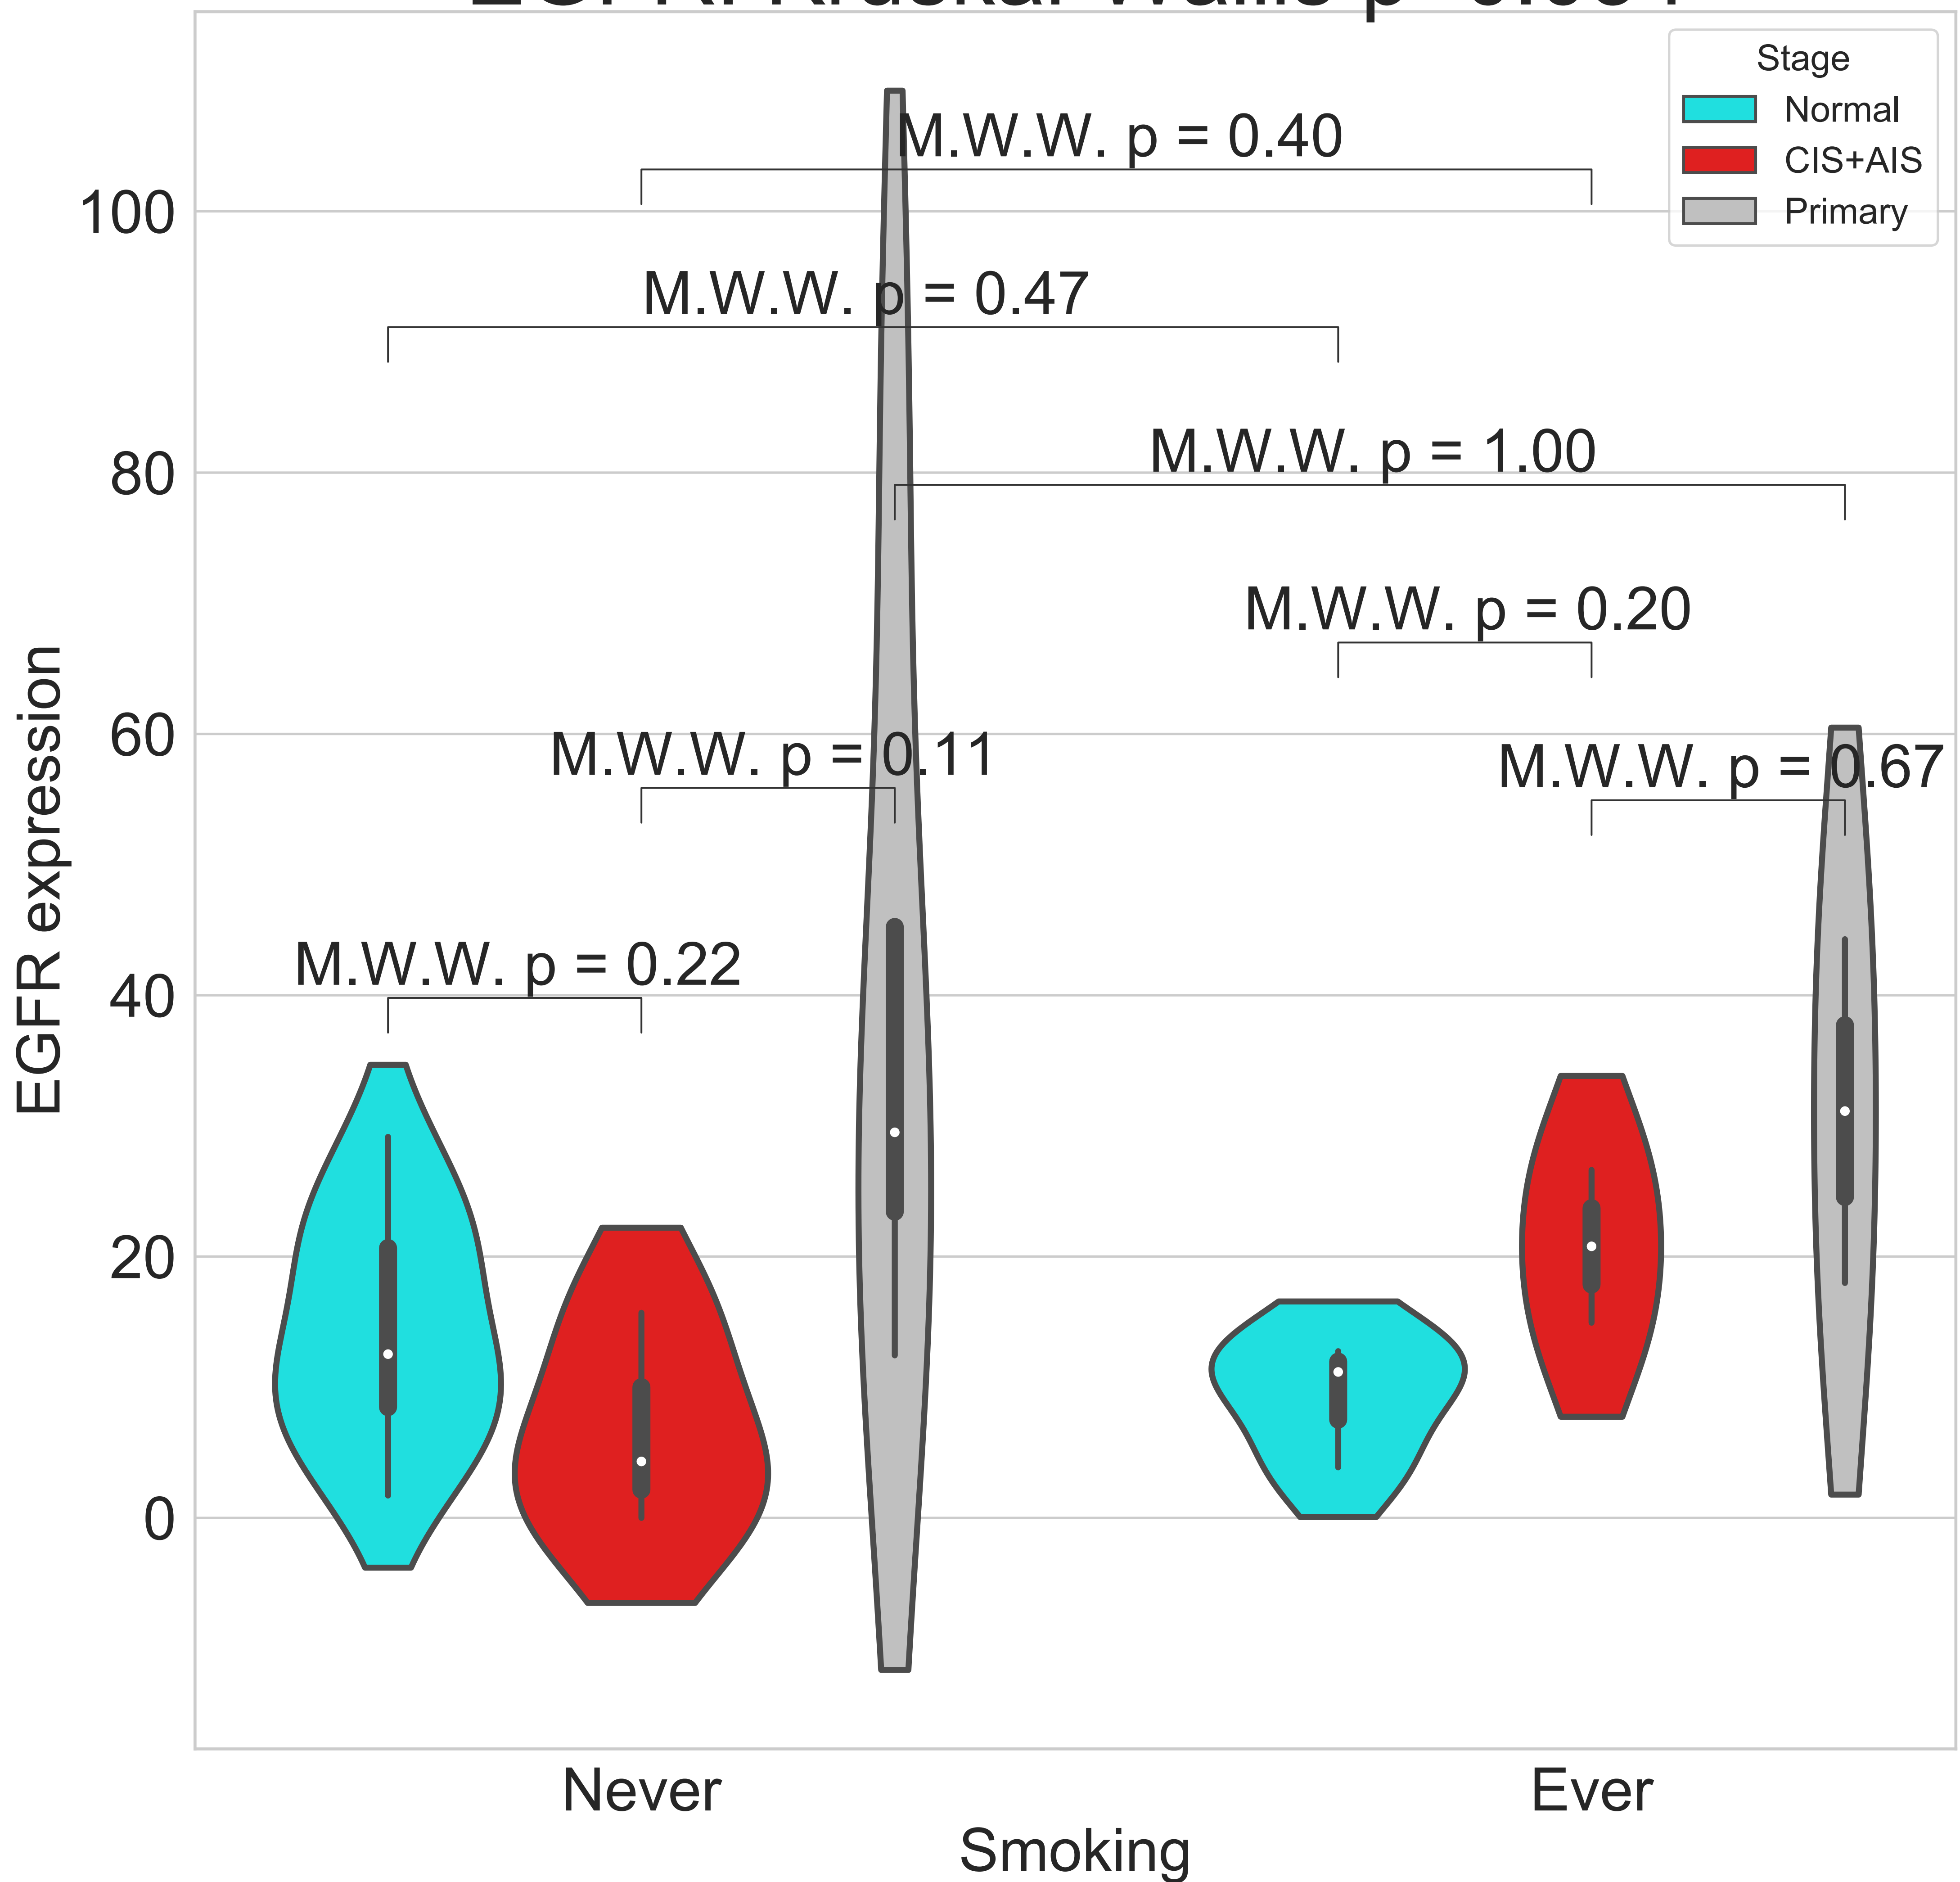 Stage
Normal
CIS+AIS
Primary
M.W.W. p = 0.40
100
M.W.W. p = 0.47
M.W.W. p = 1.00
80
M.W.W. p = 0.20
60
M.W.W. p = 0.11
M.W.W. p = 0.67
M.W.W. p = 0.22
40
20
0
EGFR expression
Never
Ever
Smoking